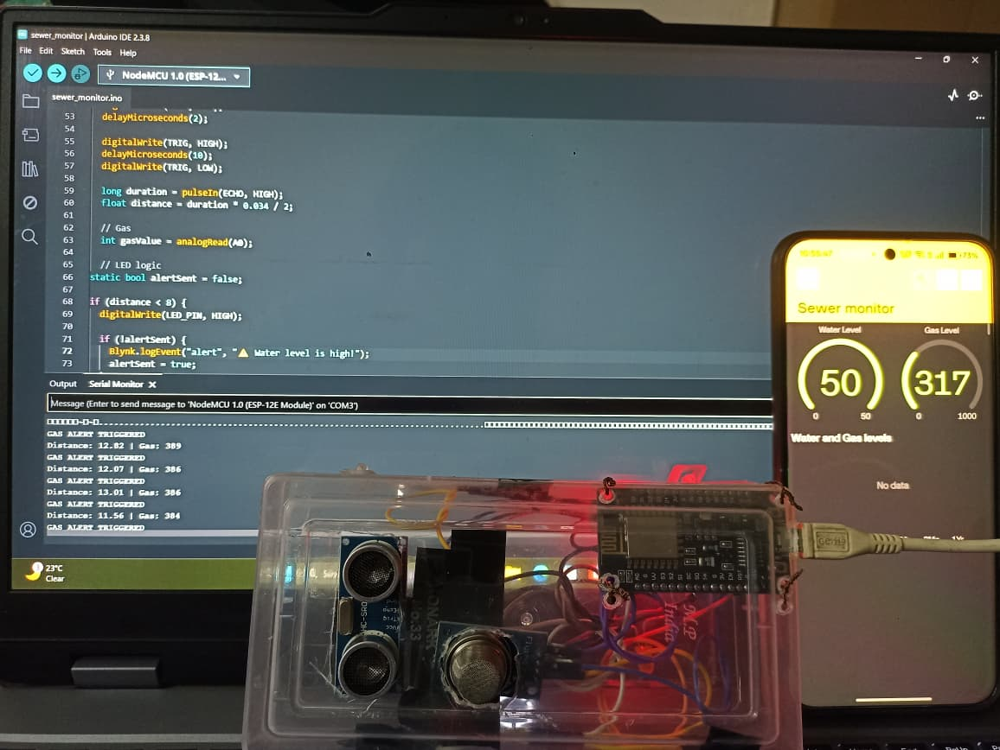 sewer_monitor | Arduino IDE 2.3.8
File Edit Sketch Tools Help
NodeMCU 1.0 (ESP-12...
sewer_monitor.ino
53 delayMicroseconds(2);
54
55 digitalWrite(TRIG, HIGH);
56 delayMicroseconds(10);
57 digitalWrite(TRIG, LOW);
58
59 long duration = pulseIn(ECHO, HIGH);
60 float distance = duration * 0.034 / 2;
61
62 // Gas
63 int gasValue = analogRead(A0);
64
65 // LED logic
66 static bool alertSent = false;
67
68 if (distance < 8) {
69 digitalWrite(LED_PIN, HIGH);
70
71 if (!alertSent) {
72 Blynk.logEvent("alert", "⚠ Water level is high!");
73 alertSent = true;
Output Serial Monitor
Message (Enter to send message to 'NodeMCU 1.0 (ESP-12E Module)' on 'COM3')
GAS ALERT TRIGGERED
Distance: 12.82 | Gas: 389
GAS ALERT TRIGGERED
Distance: 12.07 | Gas: 386
GAS ALERT TRIGGERED
Distance: 13.01 | Gas: 386
GAS ALERT TRIGGERED
Distance: 11.56 | Gas: 384
GAS ALERT TRIGGERED
23°C
Clear
Sewer monitor
Water Level
Gas Level
50
317
0 50
0 1000
Water and Gas levels
No data
India